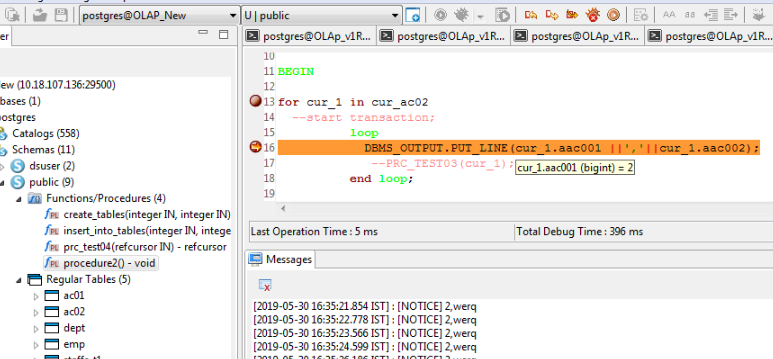 postgres@OLAP_New
U | public
er
postgres@OLAp_v1R...
postgres@OLAp_v1R...
postgres@OLAp_v1R...
postgres@OLAp_v1R...
ew (10.18.107.136:29500)
bases (1)
ostgres
Catalogs (558)
Schemas (11)
dsuser (2)
public (9)
Functions/Procedures (4)
create_tables(integer IN, integer IN)
insert_into_tables(integer IN, intege
prc_test04(refcursor IN) - refcursor
procedure2() - void
Regular Tables (5)
ac01
ac02
dept
emp
10
11 BEGIN
12
13 for cur_1 in cur_ac02
14 --start transaction;
15 loop
16 DBMS_OUTPUT.PUT_LINE(cur_1.aac001 ||','||cur_1.aac002);
17 --PRC_TEST03(cur_1);
cur_1.aac001 (bigint) = 2
18 end loop;
19
Last Operation Time : 5 ms
Total Debug Time : 396 ms
Messages
[2019-05-30 16:35:21.854 IST] : [NOTICE] 2,werq
[2019-05-30 16:35:22.778 IST] : [NOTICE] 2,werq
[2019-05-30 16:35:23.566 IST] : [NOTICE] 2,werq
[2019-05-30 16:35:24.599 IST] : [NOTICE] 2,werq